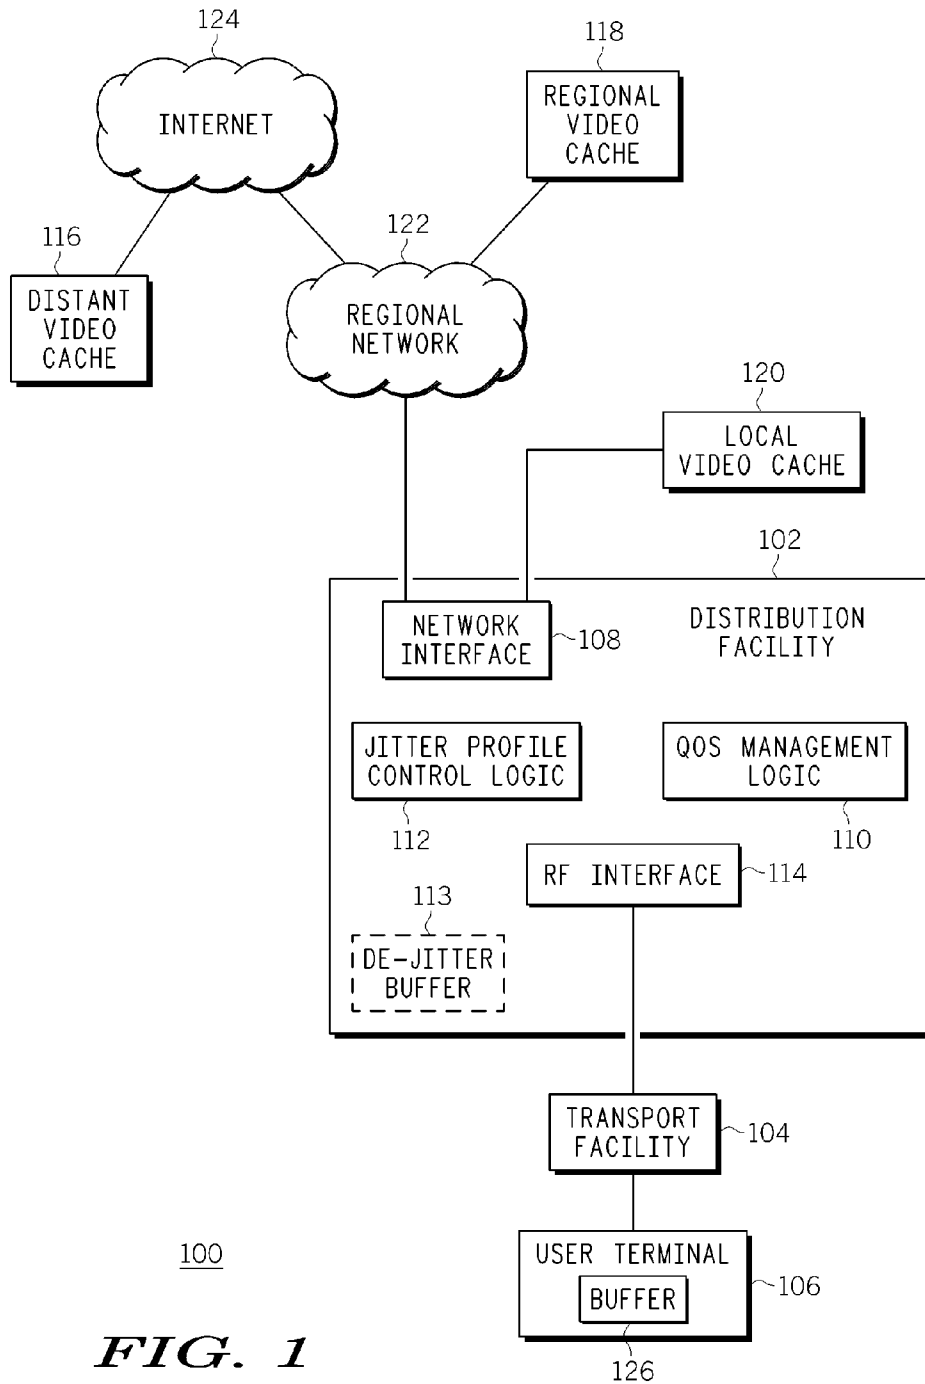 124
INTERNET
118
REGIONAL
VIDEO
CACHE
116
DISTANT
VIDEO
CACHE
122
REGIONAL
NETWORK
120
LOCAL
VIDEO CACHE
102
DISTRIBUTION
FACILITY
NETWORK
INTERFACE
108
JITTER PROFILE
CONTROL LOGIC
112
QOS MANAGEMENT
LOGIC
110
RF INTERFACE
114
113
DE-JITTER
BUFFER
TRANSPORT
FACILITY
104
USER TERMINAL
BUFFER
106
126
100
FIG. 1